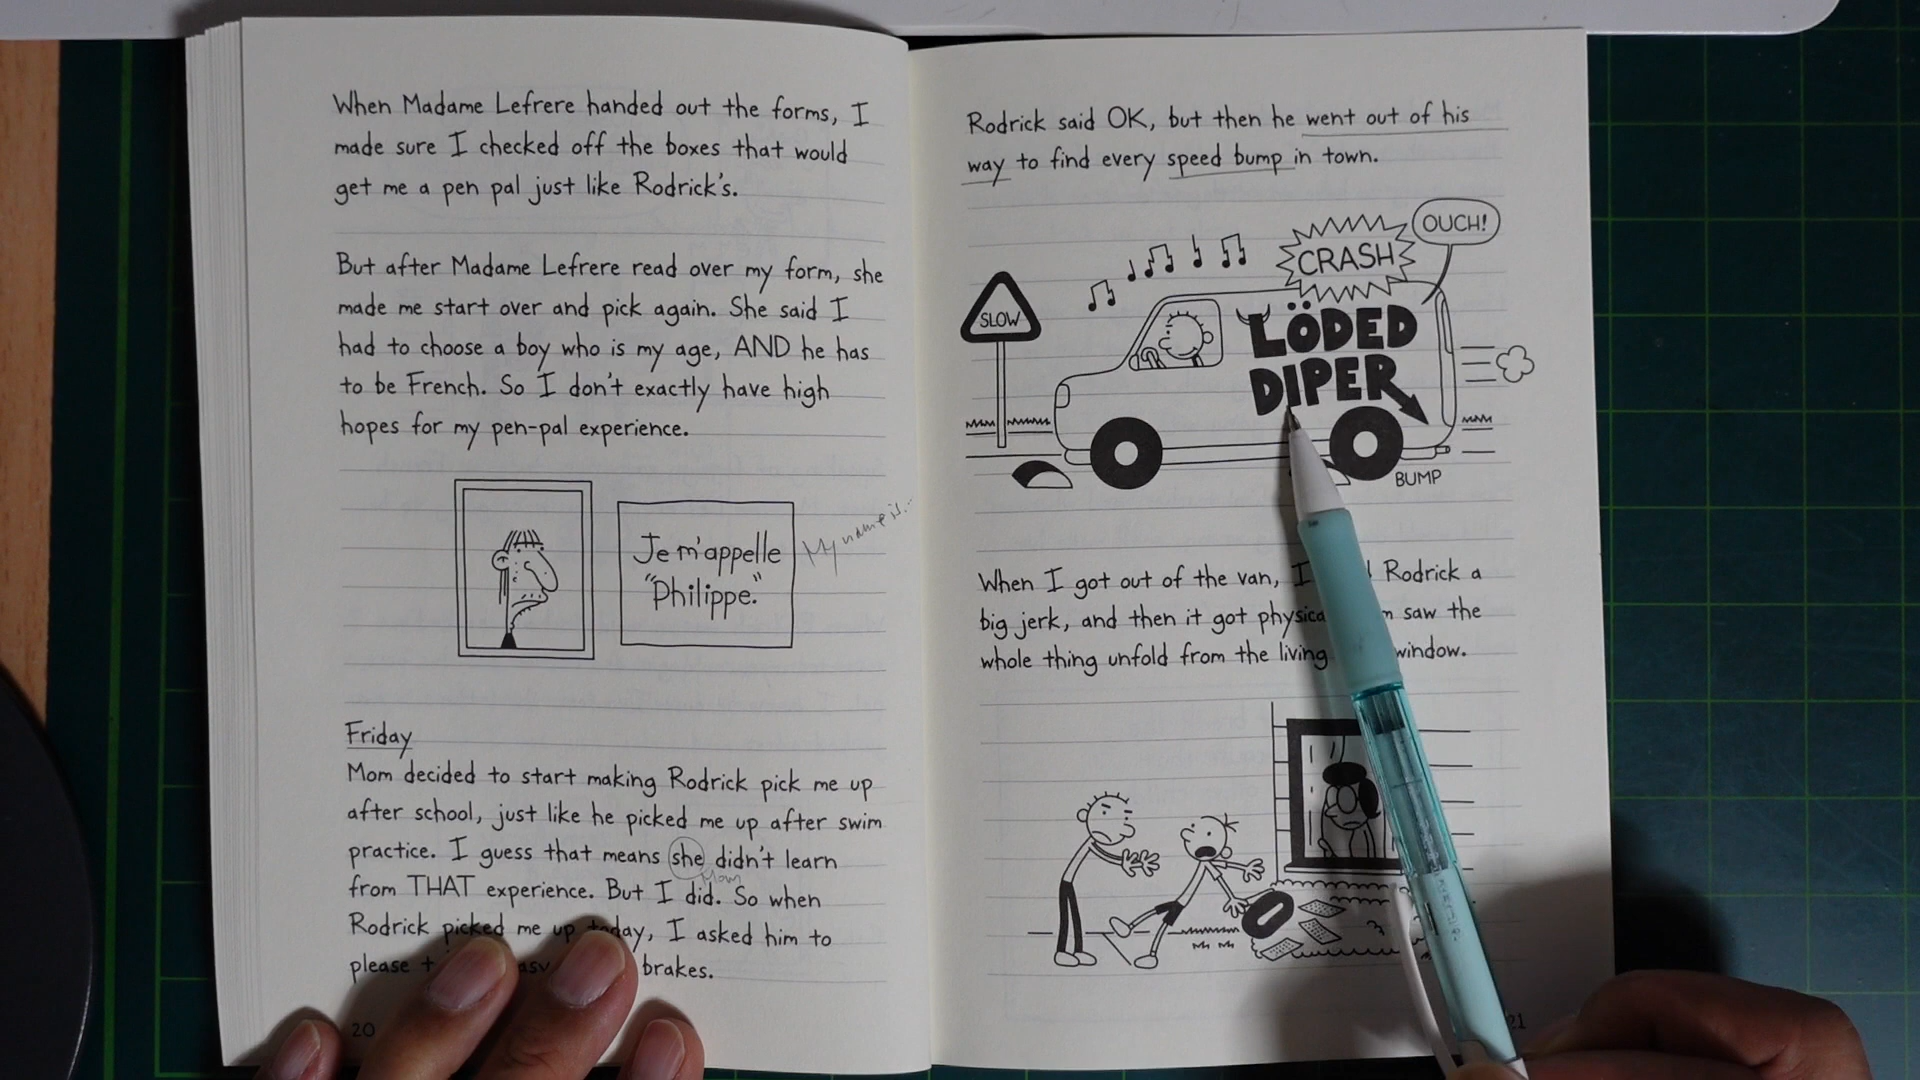 When Madame Lefrere handed out the forms, I
made sure I checked off the boxes that would
get me a pen pal just like Rodrick's.
But after Madame Lefrere read over my form, she
made me start over and pick again. She said I
had to choose a boy who is my age, AND he has
to be French. So I don't exactly have high
hopes for my pen-pal experience.
Je m'appelle
"Philippe."
My name is...
Friday
Mom decided to start making Rodrick pick me up
after school, just like he picked me up after swim
practice. I guess that means she didn't learn
Mom
from THAT experience. But I did. So when
Rodrick picked me up today, I asked him to
please brakes.
20
Rodrick said OK, but then he went out of his
way to find every speed bump in town.
OUCH!
CRASH
SLOW
LÖDED
DIPER
BUMP
When I got out of the van, I Rodrick a
big jerk, and then it got physical saw the
whole thing unfold from the living window.
21